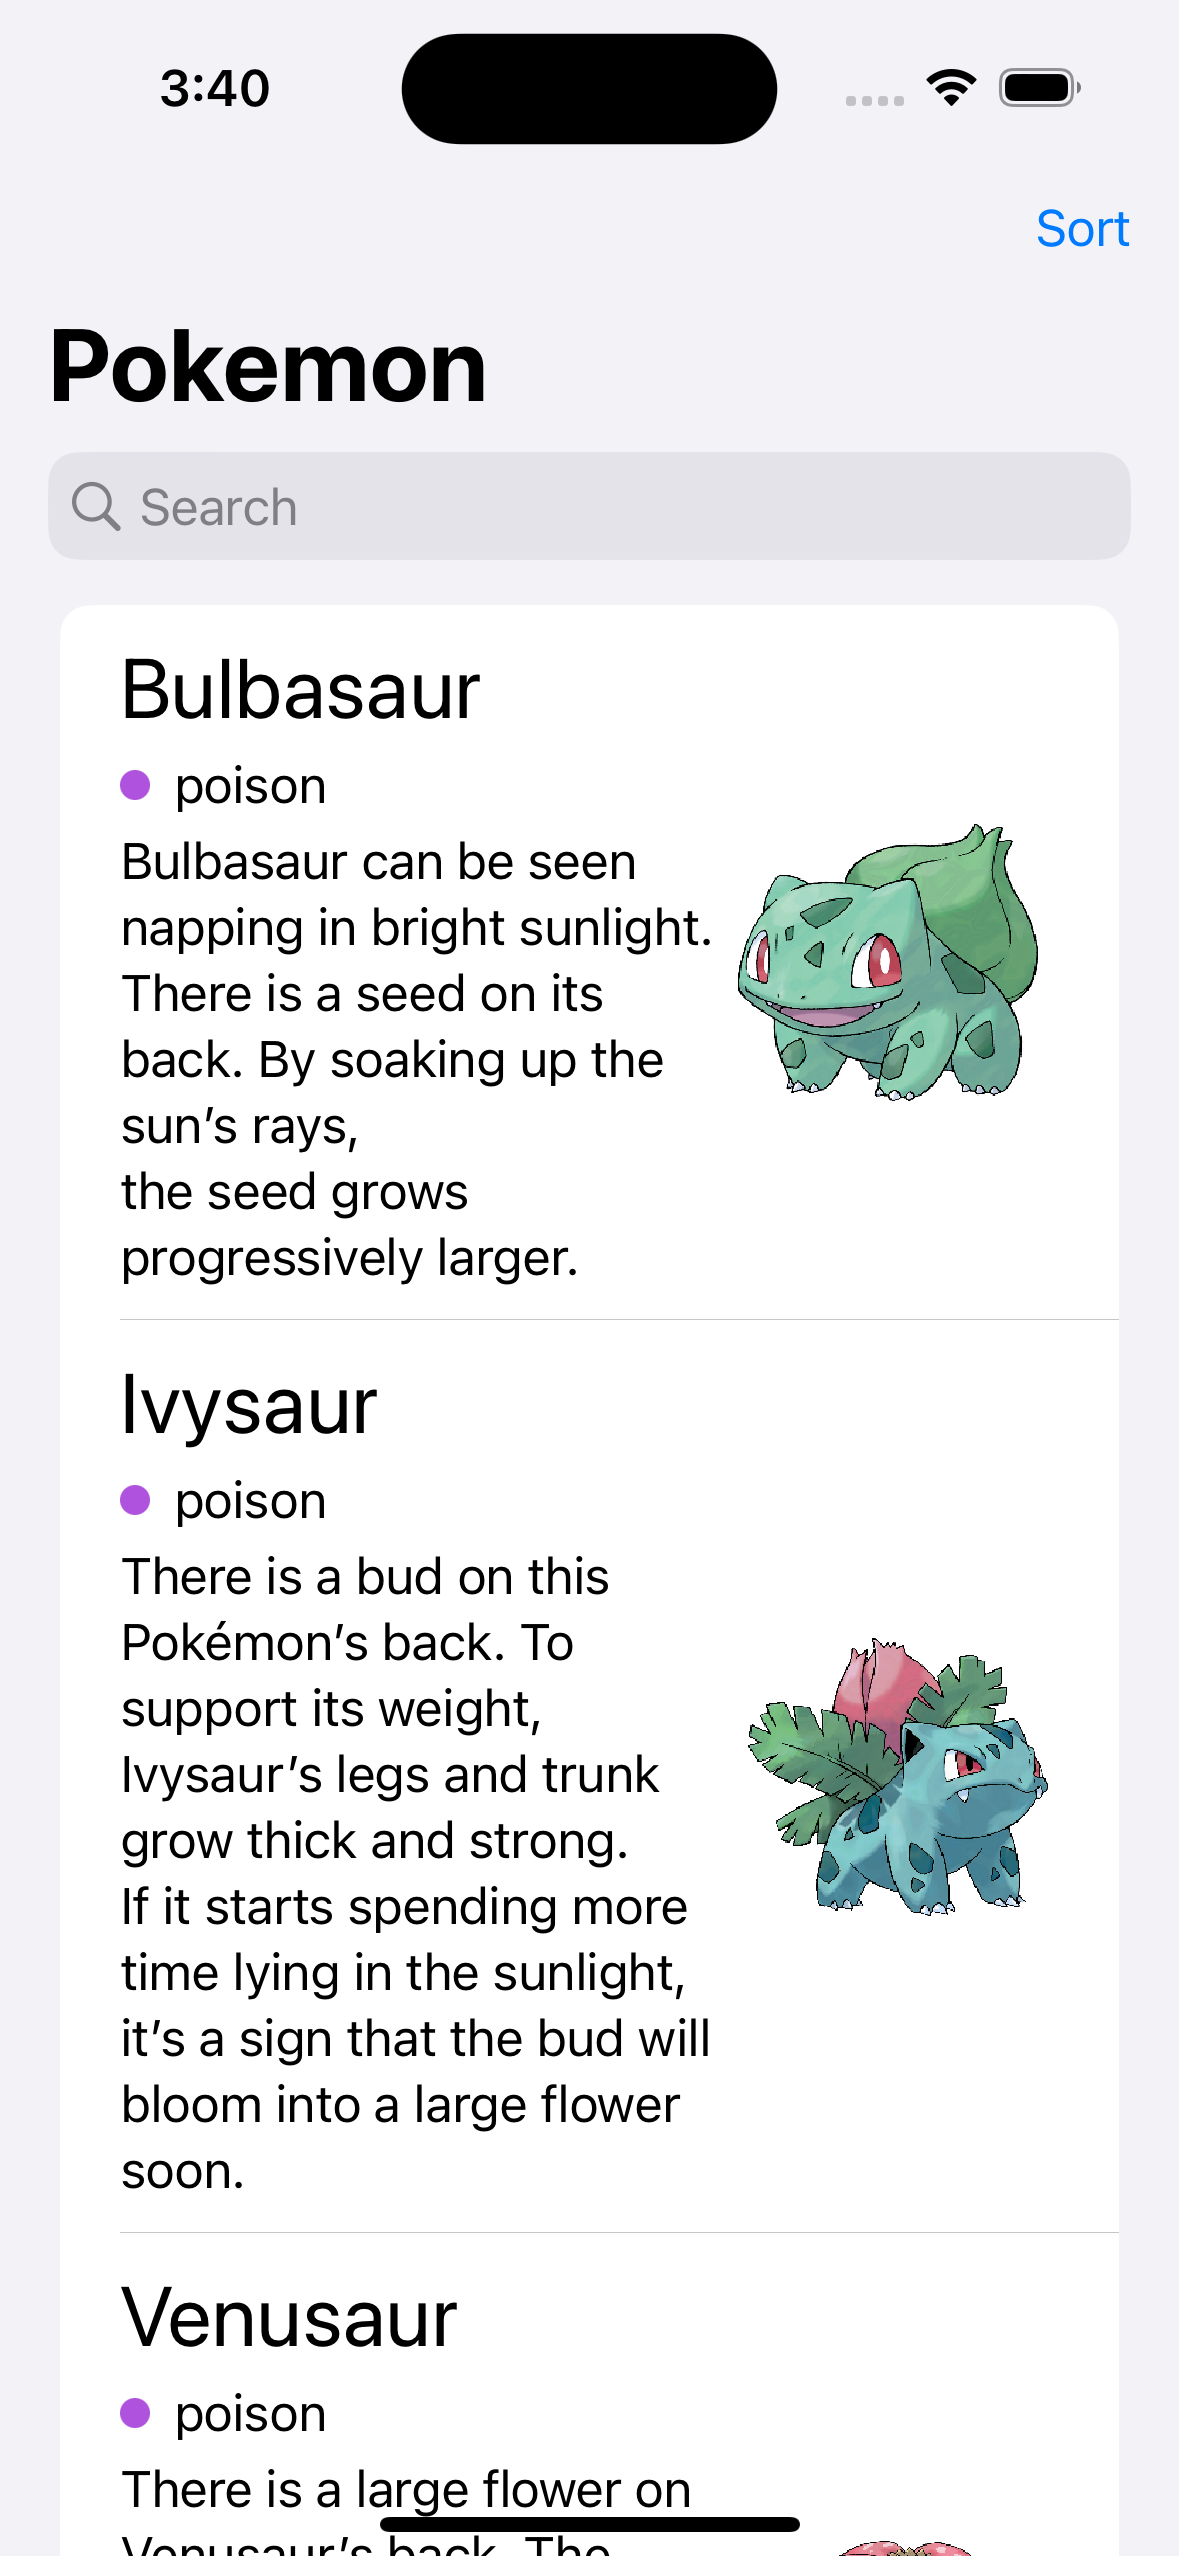 3:40
Sort
Pokemon
Search
Bulbasaur
poison
Bulbasaur can be seen
napping in bright sunlight.
There is a seed on its
back. By soaking up the
sun’s rays,
the seed grows
progressively larger.
Ivysaur
poison
There is a bud on this
Pokémon’s back. To
support its weight,
Ivysaur’s legs and trunk
grow thick and strong.
If it starts spending more
time lying in the sunlight,
it’s a sign that the bud will
bloom into a large flower
soon.
Venusaur
poison
There is a large flower on
Venusaur’s back. The